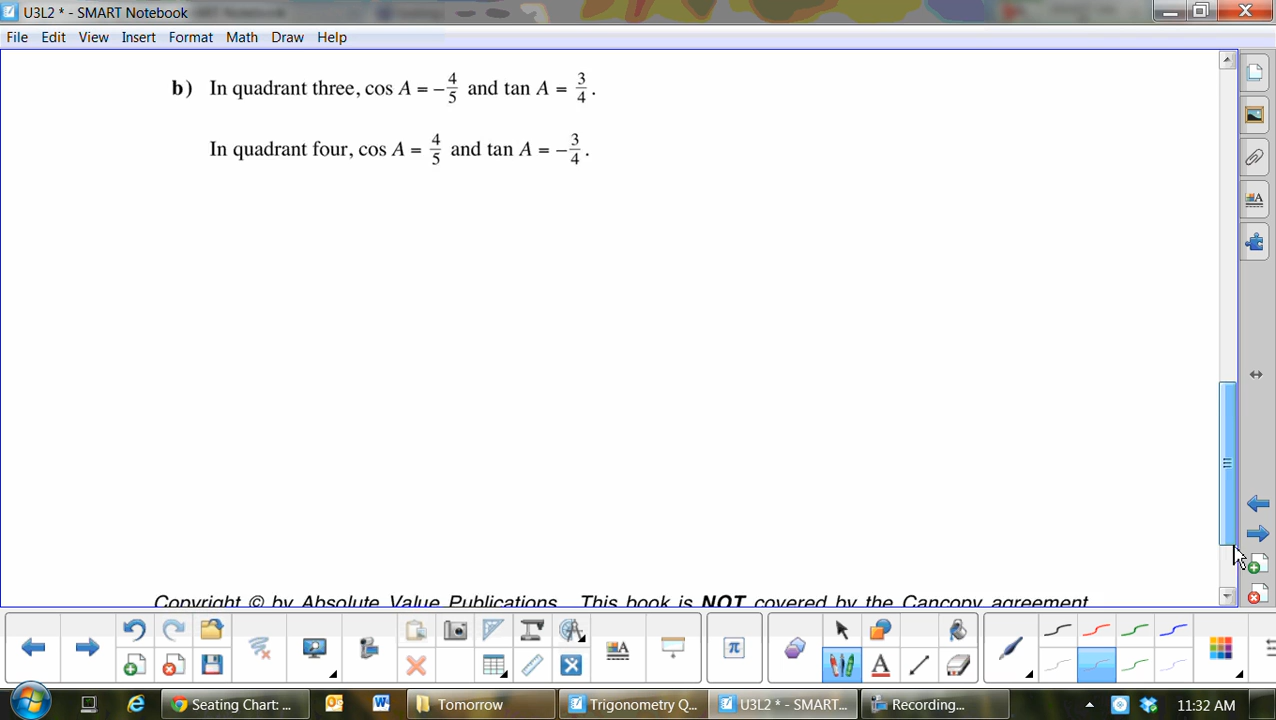 U3L2 * - SMART Notebook
File Edit View Insert Format Math Draw Help
b) In quadrant three, cos A = -4/5 and tan A = 3/4.
In quadrant four, cos A = 4/5 and tan A = -3/4.
Copyright © by Absolute Value Publications. This book is NOT covered by the Cancopy agreement
Seating Chart: ... Tomorrow Trigonometry Q... U3L2 * - SMART... Recording... 11:32 AM